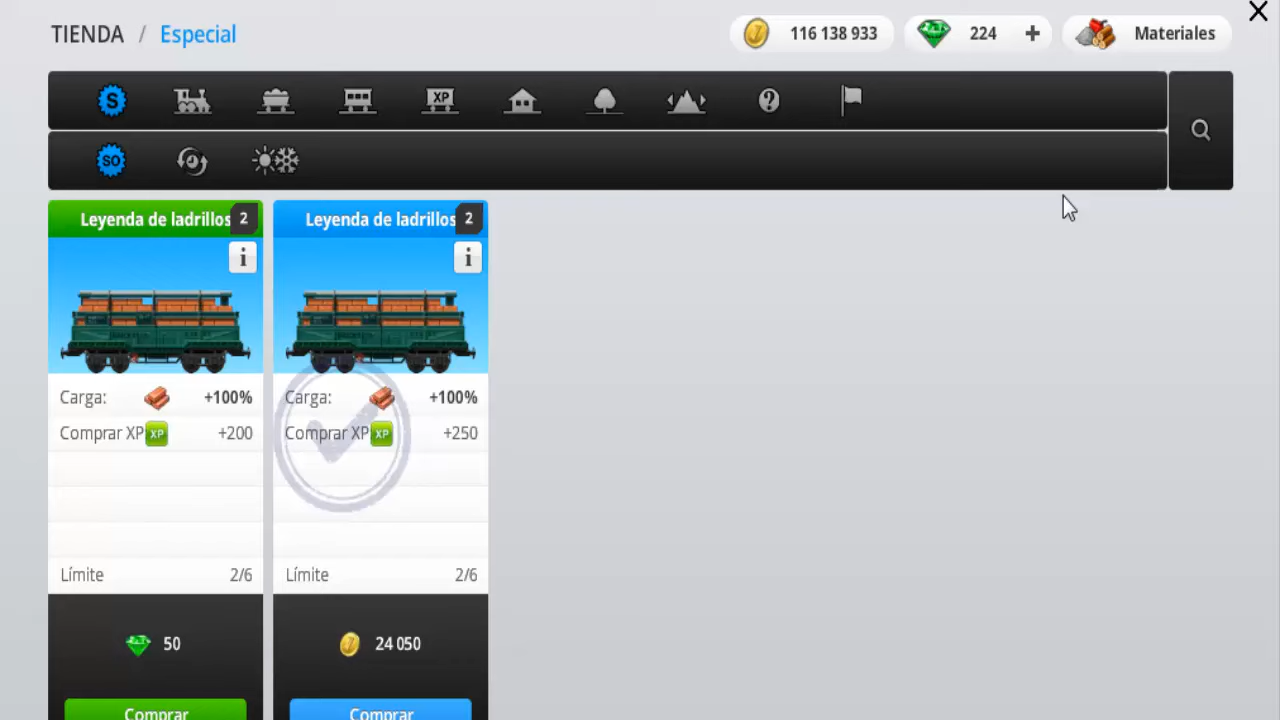 TIENDA / Especial
116 138 933
224 +
Materiales
S
XP
?
SO
Leyenda de ladrillos 2
i
Carga: +100%
Comprar XP XP +200
Límite 2/6
50
Comprar
Leyenda de ladrillos 2
i
Carga: +100%
Comprar XP XP +250
Límite 2/6
24 050
Comprar